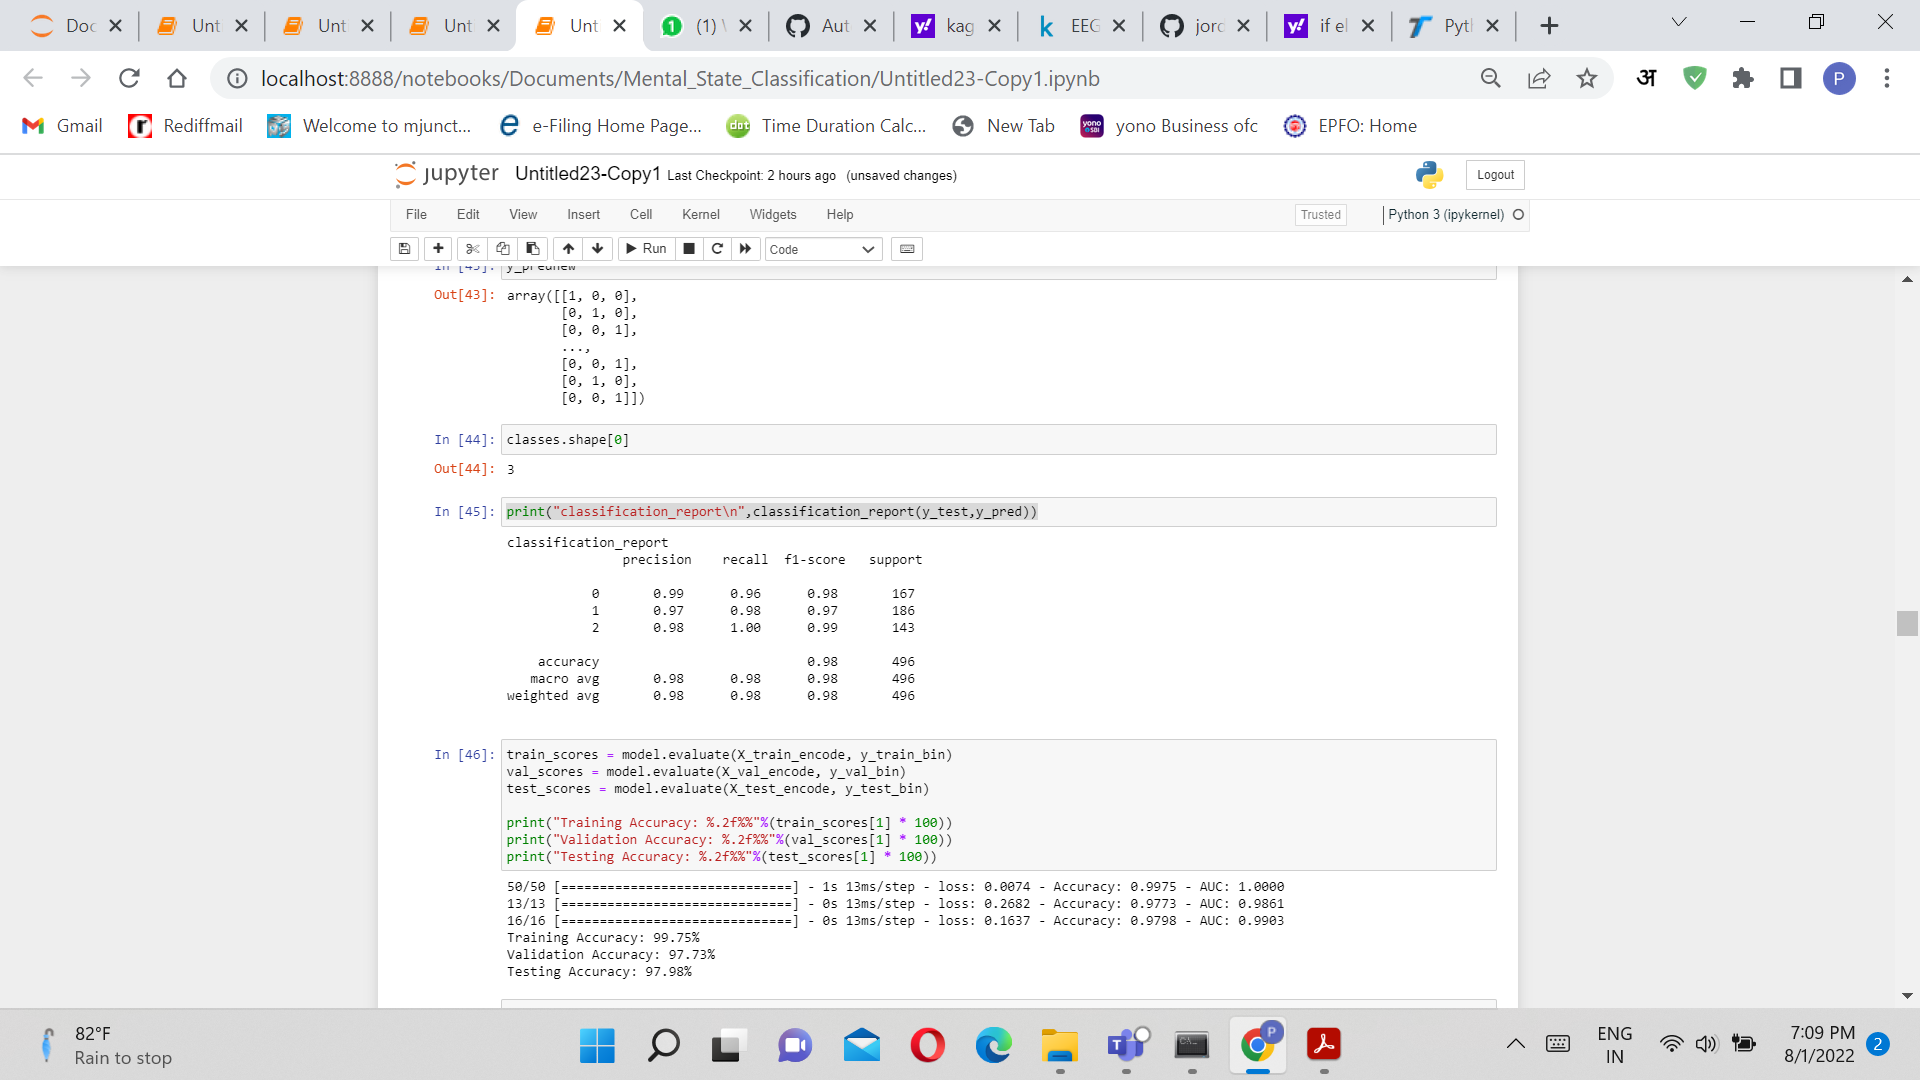 Doc
Unt
Unt
Unt
Unt
(1)
Aut
kag
EEG
jord
if el
Pyt
localhost:8888/notebooks/Documents/Mental_State_Classification/Untitled23-Copy1.ipynb
अ
P
Gmail
Rediffmail
Welcome to mjunct...
e-Filing Home Page...
Time Duration Calc...
New Tab
yono Business ofc
EPFO: Home
jupyter Untitled23-Copy1 Last Checkpoint: 2 hours ago (unsaved changes)
Logout
File Edit View Insert Cell Kernel Widgets Help
Trusted
Python 3 (ipykernel)
Run
Code
In [43]: y_prednew
Out[43]: array([[1, 0, 0],
[0, 1, 0],
[0, 0, 1],
...,
[0, 0, 1],
[0, 1, 0],
[0, 0, 1]])
In [44]: classes.shape[0]
Out[44]: 3
In [45]: print("classification_report\n",classification_report(y_test,y_pred))
classification_report
precision recall f1-score support
0 0.99 0.96 0.98 167
1 0.97 0.98 0.97 186
2 0.98 1.00 0.99 143
accuracy 0.98 496
macro avg 0.98 0.98 0.98 496
weighted avg 0.98 0.98 0.98 496
In [46]: train_scores = model.evaluate(X_train_encode, y_train_bin)
val_scores = model.evaluate(X_val_encode, y_val_bin)
test_scores = model.evaluate(X_test_encode, y_test_bin)
print("Training Accuracy: %.2f%%"%(train_scores[1] * 100))
print("Validation Accuracy: %.2f%%"%(val_scores[1] * 100))
print("Testing Accuracy: %.2f%%"%(test_scores[1] * 100))
50/50 [==============================] - 1s 13ms/step - loss: 0.0074 - Accuracy: 0.9975 - AUC: 1.0000
13/13 [==============================] - 0s 13ms/step - loss: 0.2682 - Accuracy: 0.9773 - AUC: 0.9861
16/16 [==============================] - 0s 13ms/step - loss: 0.1637 - Accuracy: 0.9798 - AUC: 0.9903
Training Accuracy: 99.75%
Validation Accuracy: 97.73%
Testing Accuracy: 97.98%
82°F
Rain to stop
ENG
IN
7:09 PM
8/1/2022
2